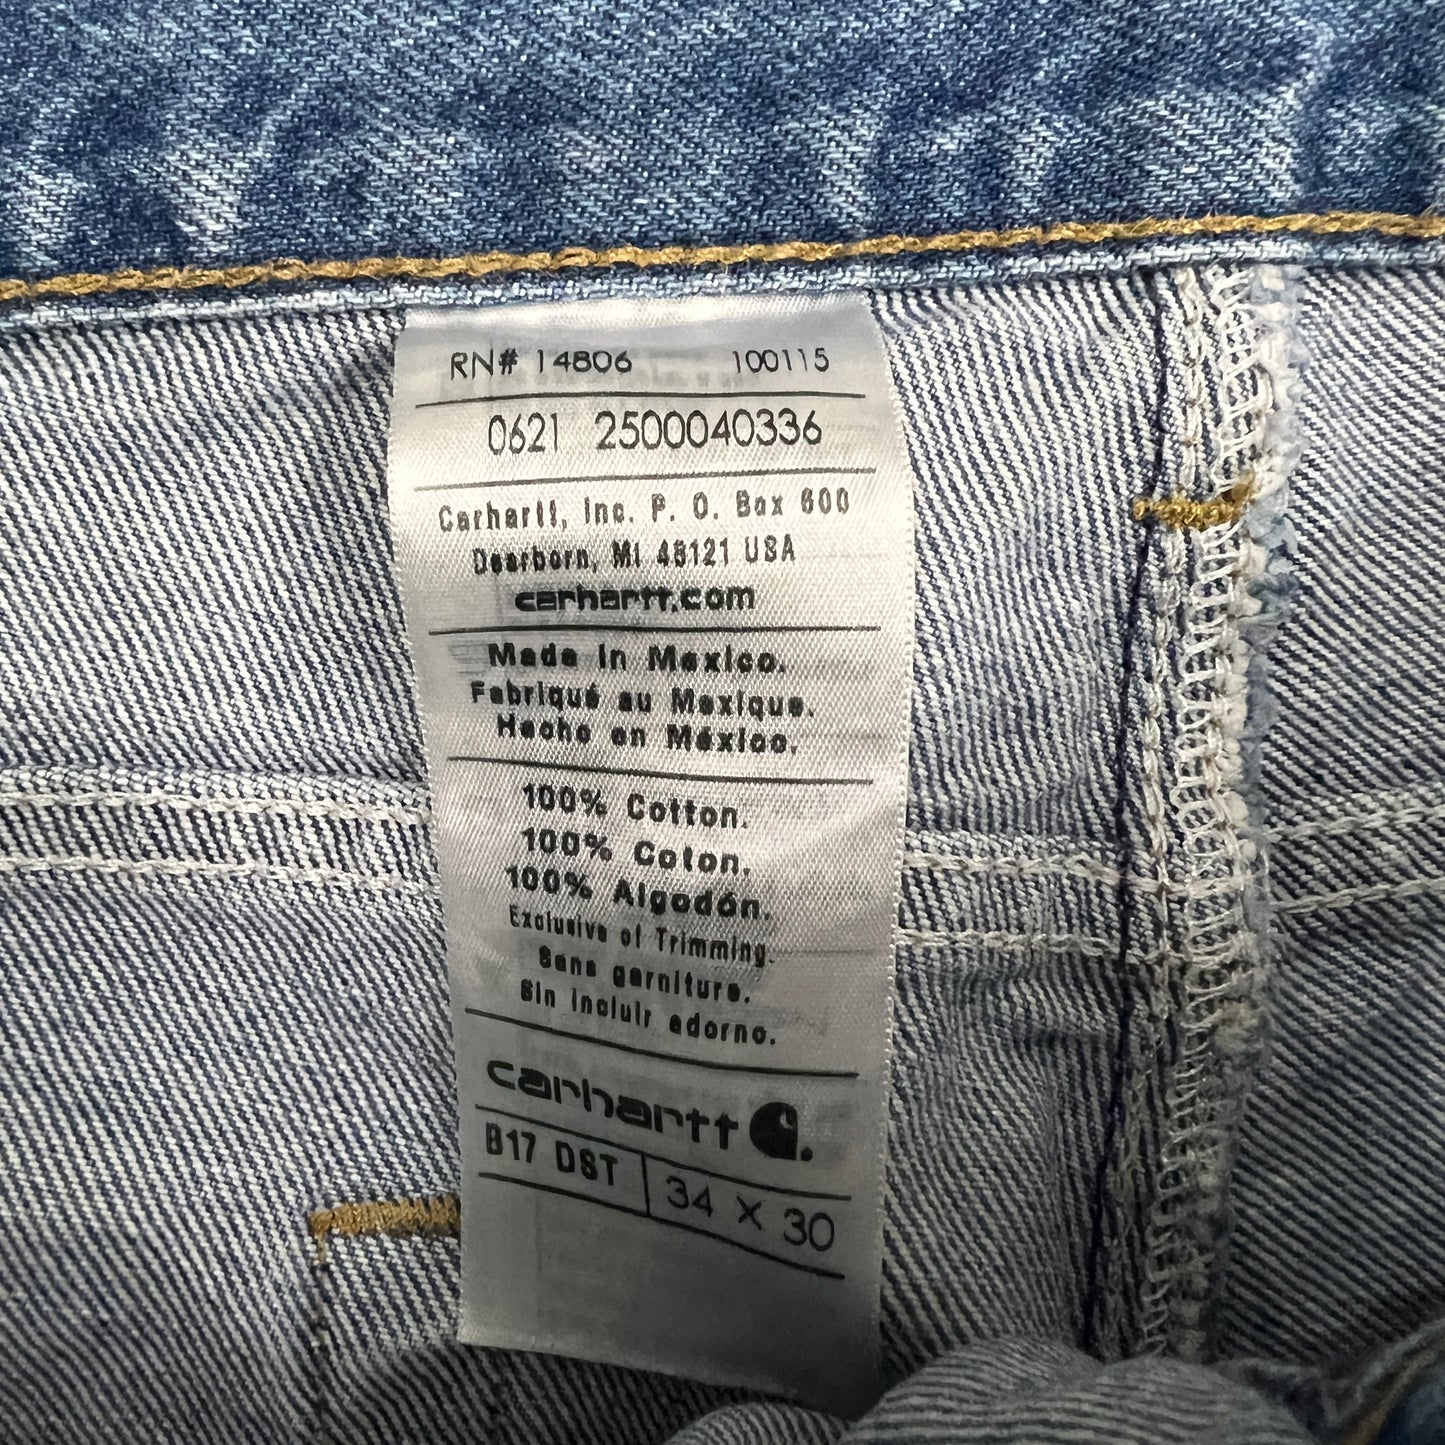 RN# 14806 100115
0621 2500040336
Carhartt, Inc. P. O. Box 600
Dearborn, MI 48121 USA
carhartt.com
Made In Mexico.
Fabriqué au Mexique.
Hecho en México.
100% Cotton.
100% Coton.
100% Algodón.
Exclusive of Trimming.
Sans garniture.
Sin incluir adorno.
carhartt
B17 DST 34 X 30